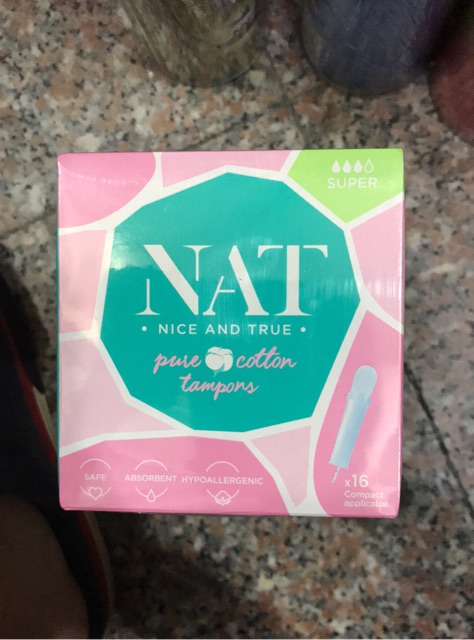 SUPER
NAT
• NICE AND TRUE •
pure cotton
tampons
SAFE
ABSORBENT
HYPOALLERGENIC
x16
Compact
applicator